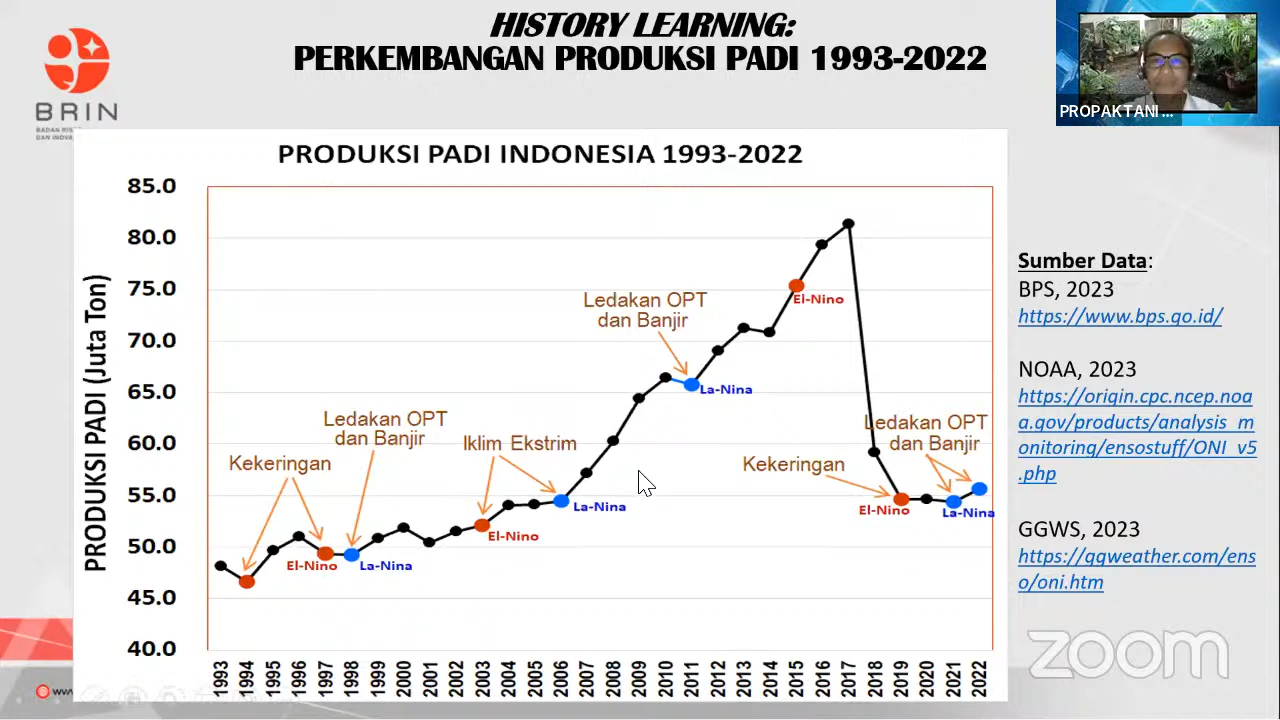 HISTORY LEARNING:
PERKEMBANGAN PRODUKSI PADI 1993-2022
BRIN
PROPAKTANI ...
PRODUKSI PADI INDONESIA 1993-2022
PRODUKSI PADI (Juta Ton)
85.0
80.0
75.0
70.0
65.0
60.0
55.0
50.0
45.0
40.0
Kekeringan
El-Nino
Ledakan OPT
dan Banjir
La-Nina
Iklim Ekstrim
El-Nino
La-Nina
Ledakan OPT
dan Banjir
La-Nina
El-Nino
Kekeringan
El-Nino
Ledakan OPT
dan Banjir
La-Nina
1993 1994 1995 1996 1997 1998 1999 2000 2001 2002 2003 2004 2005 2006 2007 2008 2009 2010 2011 2012 2013 2014 2015 2016 2017 2018 2019 2020 2021 2022
Sumber Data:
BPS, 2023
https://www.bps.go.id/
NOAA, 2023
https://origin.cpc.ncep.noa
a.gov/products/analysis_m
onitoring/ensostuff/ONI_v5
.php
GGWS, 2023
https://ggweather.com/ens
o/oni.htm
zoom